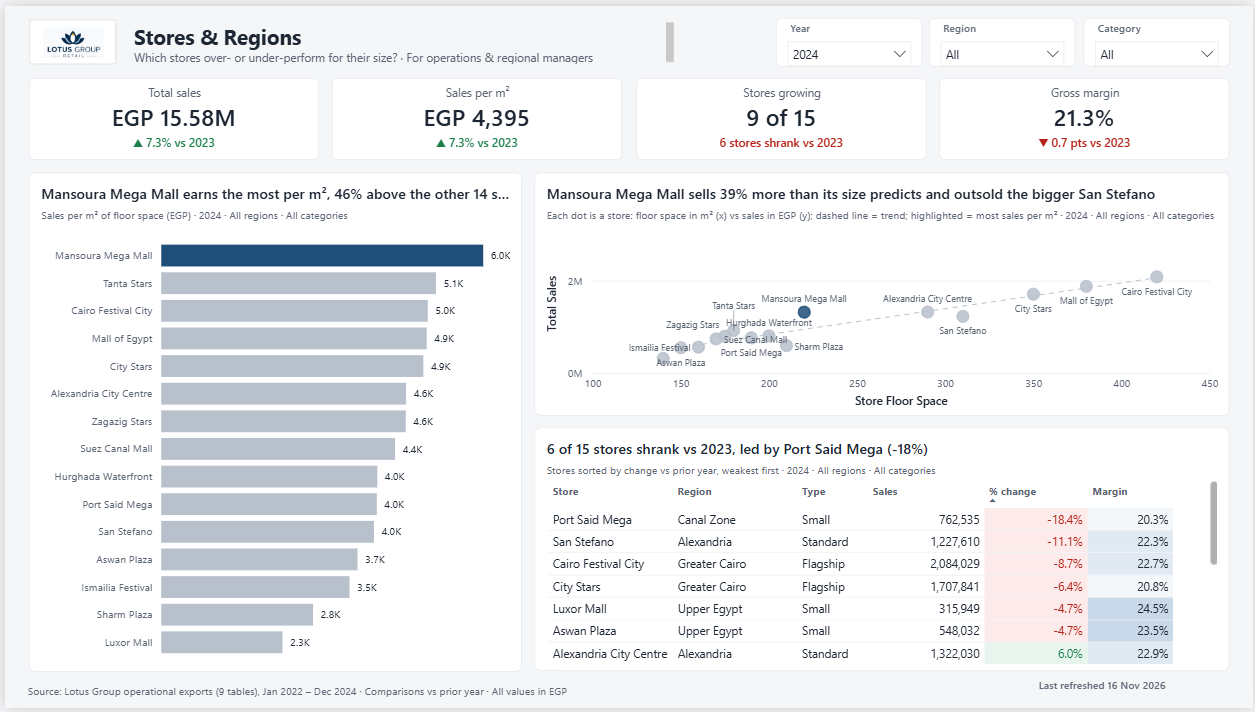 LOTUS GROUP
RETAIL
Stores & Regions
Which stores over- or under-perform for their size? · For operations & regional managers
Year
2024
Region
All
Category
All
Total sales
EGP 15.58M
▲ 7.3% vs 2023
Sales per m²
EGP 4,395
▲ 7.3% vs 2023
Stores growing
9 of 15
6 stores shrank vs 2023
Gross margin
21.3%
▼ 0.7 pts vs 2023
Mansoura Mega Mall earns the most per m², 46% above the other 14 s...
Sales per m² of floor space (EGP) · 2024 · All regions · All categories
Mansoura Mega Mall 6.0K
Tanta Stars 5.1K
Cairo Festival City 5.0K
Mall of Egypt 4.9K
City Stars 4.9K
Alexandria City Centre 4.6K
Zagazig Stars 4.6K
Suez Canal Mall 4.4K
Hurghada Waterfront 4.0K
Port Said Mega 4.0K
San Stefano 4.0K
Aswan Plaza 3.7K
Ismailia Festival 3.5K
Sharm Plaza 2.8K
Luxor Mall 2.3K
Mansoura Mega Mall sells 39% more than its size predicts and outsold the bigger San Stefano
Each dot is a store: floor space in m² (x) vs sales in EGP (y); dashed line = trend; highlighted = most sales per m² · 2024 · All regions · All categories
Total Sales
2M
0M
Tanta Stars
Mansoura Mega Mall
Alexandria City Centre
Cairo Festival City
Mall of Egypt
City Stars
Zagazig Stars
Hurghada Waterfront
San Stefano
Suez Canal Mall
Ismailia Festival
Port Said Mega
Sharm Plaza
Aswan Plaza
100 150 200 250 300 350 400 450
Store Floor Space
6 of 15 stores shrank vs 2023, led by Port Said Mega (-18%)
Stores sorted by change vs prior year, weakest first · 2024 · All regions · All categories
Store Region Type Sales % change Margin
Port Said Mega Canal Zone Small 762,535 -18.4% 20.3%
San Stefano Alexandria Standard 1,227,610 -11.1% 22.3%
Cairo Festival City Greater Cairo Flagship 2,084,029 -8.7% 22.7%
City Stars Greater Cairo Flagship 1,707,841 -6.4% 20.8%
Luxor Mall Upper Egypt Small 315,949 -4.7% 24.5%
Aswan Plaza Upper Egypt Small 548,032 -4.7% 23.5%
Alexandria City Centre Alexandria Standard 1,322,030 6.0% 22.9%
Source: Lotus Group operational exports (9 tables), Jan 2022 – Dec 2024 · Comparisons vs prior year · All values in EGP
Last refreshed 16 Nov 2026